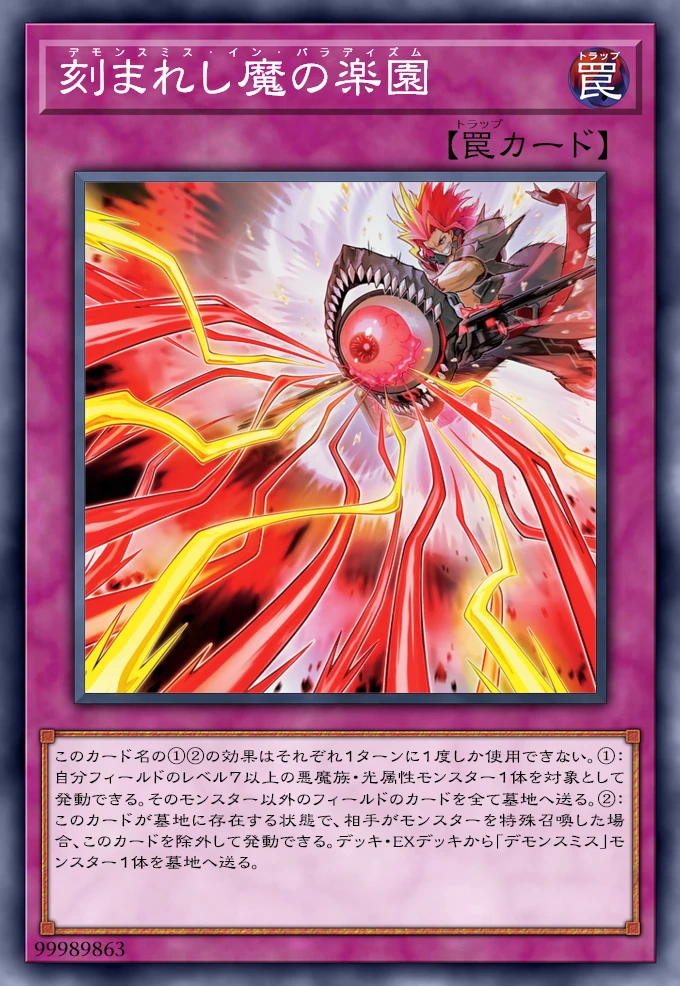 デモンスミス・イン・パラディズム
刻まれし魔の楽園
トラップ
罠
トラップ
【罠カード】
このカード名の①②の効果はそれぞれ1ターンに1度しか使用できない。①:
自分フィールドのレベル7以上の悪魔族・光属性モンスター1体を対象として
発動できる。そのモンスター以外のフィールドのカードを全て墓地へ送る。②:
このカードが墓地に存在する状態で、相手がモンスターを特殊召喚した場
合、このカードを除外して発動できる。デッキ・EXデッキから「デモンスミス」モ
ンスター1体を墓地へ送る。
99989863